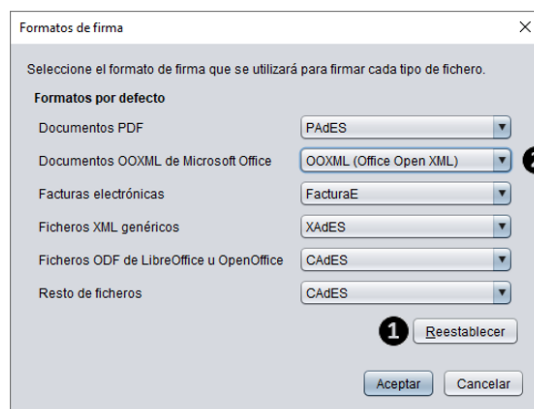 Formatos de firma
Seleccione el formato de firma que se utilizará para firmar cada tipo de fichero.
Formatos por defecto
Documentos PDF PAdES
Documentos OOXML de Microsoft Office OOXML (Office Open XML) 2
Facturas electrónicas FacturaE
Ficheros XML genéricos XAdES
Ficheros ODF de LibreOffice u OpenOffice CAdES
Resto de ficheros CAdES
1 Reestablecer
Aceptar Cancelar